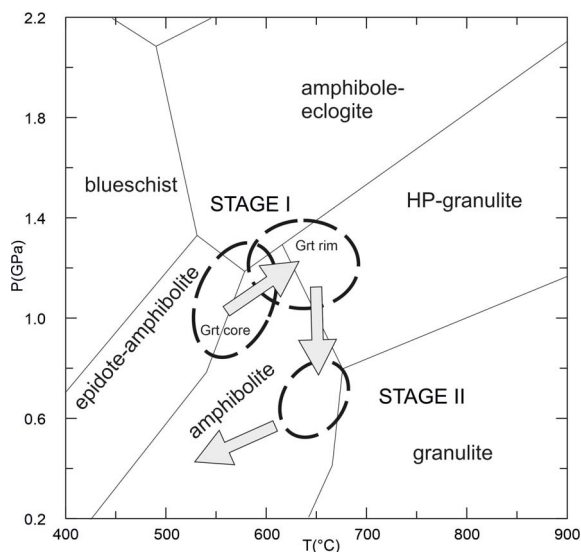 2.2
1.8
1.4
1.0
0.6
0.2
P(GPa)
amphibole-
eclogite
blueschist
STAGE I
HP-granulite
Grt rim
Grt core
epidote-amphibolite
amphibolite
STAGE II
granulite
400
500
600
700
800
900
T(°C)